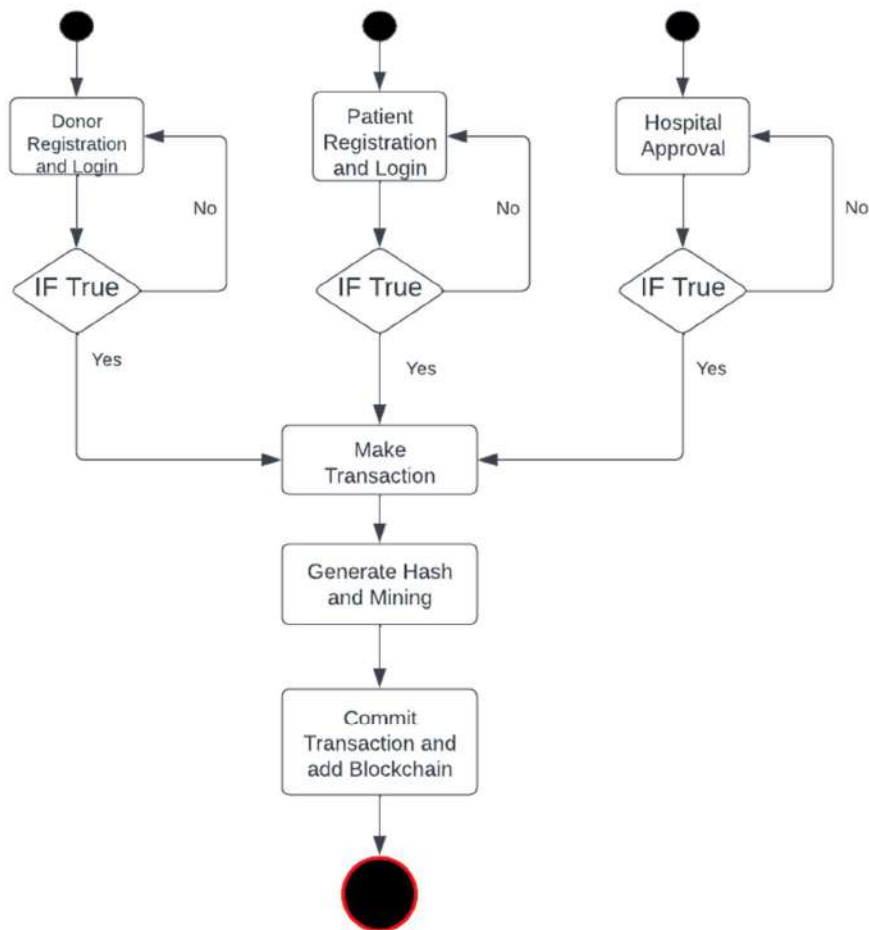 Donor
Registration
and Login
Patient
Registration
and Login
Hospital
Approval
No
No
No
IF True
IF True
IF True
Yes
Yes
Yes
Make
Transaction
Generate Hash
and Mining
Commit
Transaction and
add Blockchain